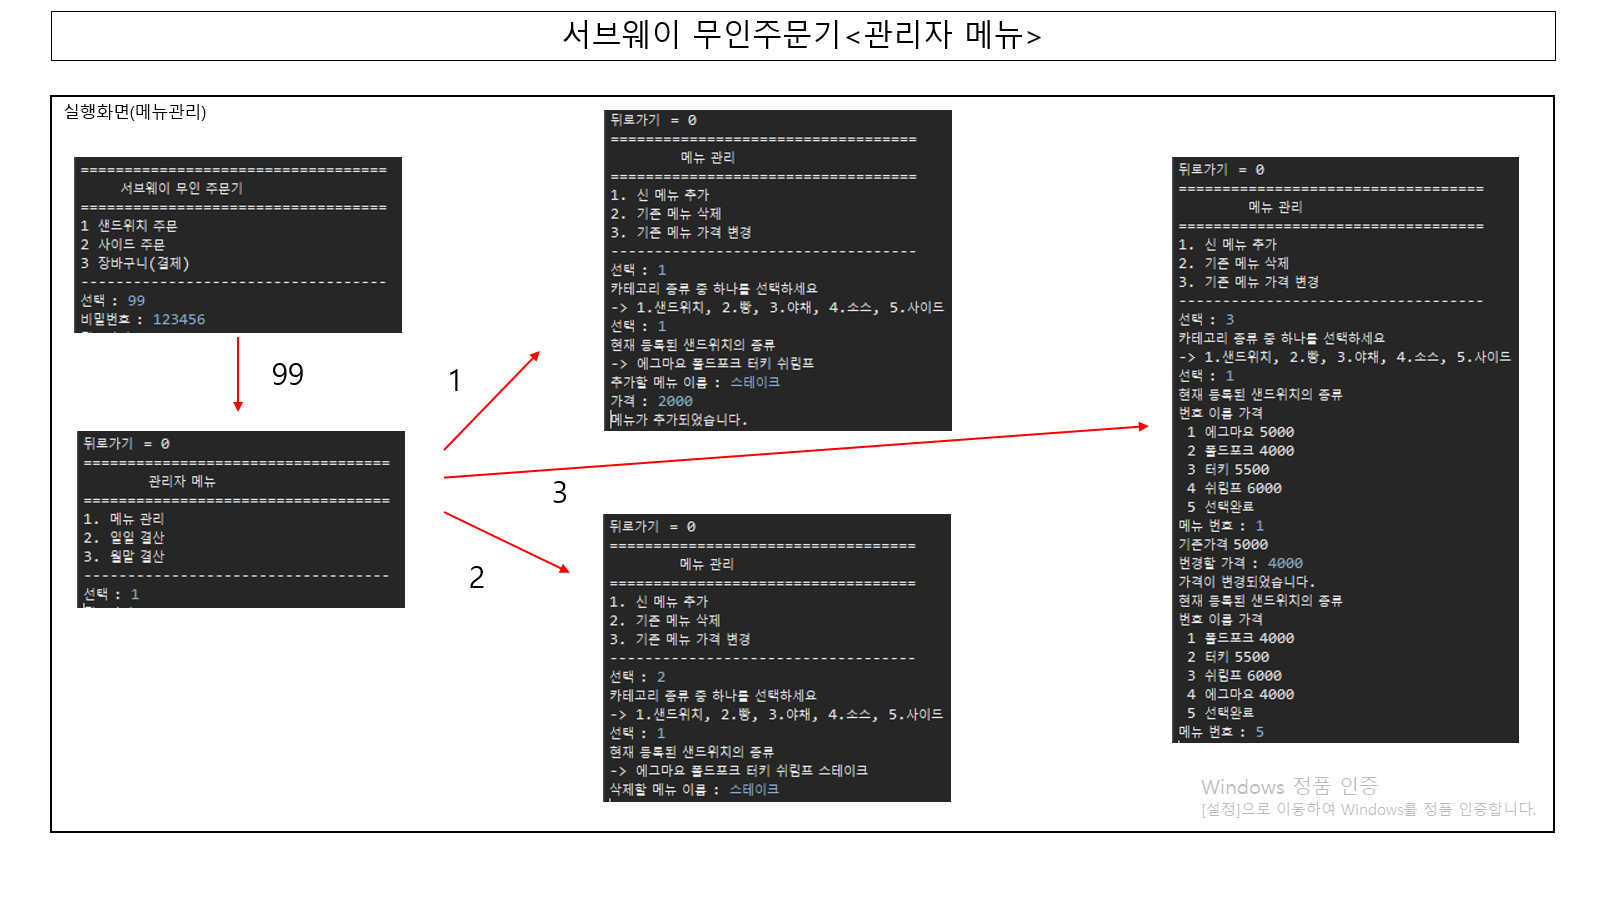 서브웨이 무인주문기<관리자 메뉴>
실행화면(메뉴관리)
===================================
서브웨이 무인 주문기
===================================
1 샌드위치 주문
2 사이드 주문
3 장바구니(결제)
-----------------------------------
선택 : 99
비밀번호 : 123456
99
뒤로가기 = 0
===================================
관리자 메뉴
===================================
1. 메뉴 관리
2. 일일 결산
3. 월말 결산
-----------------------------------
선택 : 1
1
뒤로가기 = 0
===================================
메뉴 관리
===================================
1. 신 메뉴 추가
2. 기존 메뉴 삭제
3. 기존 메뉴 가격 변경
-----------------------------------
선택 : 1
카테고리 종류 중 하나를 선택하세요
-> 1.샌드위치, 2.빵, 3.야채, 4.소스, 5.사이드
선택 : 1
현재 등록된 샌드위치의 종류
-> 에그마요 폴드포크 터키 쉬림프
추가할 메뉴 이름 : 스테이크
가격 : 2000
메뉴가 추가되었습니다.
3
2
뒤로가기 = 0
===================================
메뉴 관리
===================================
1. 신 메뉴 추가
2. 기존 메뉴 삭제
3. 기존 메뉴 가격 변경
-----------------------------------
선택 : 2
카테고리 종류 중 하나를 선택하세요
-> 1.샌드위치, 2.빵, 3.야채, 4.소스, 5.사이드
선택 : 1
현재 등록된 샌드위치의 종류
-> 에그마요 폴드포크 터키 쉬림프 스테이크
삭제할 메뉴 이름 : 스테이크
뒤로가기 = 0
===================================
메뉴 관리
===================================
1. 신 메뉴 추가
2. 기존 메뉴 삭제
3. 기존 메뉴 가격 변경
-----------------------------------
선택 : 3
카테고리 종류 중 하나를 선택하세요
-> 1.샌드위치, 2.빵, 3.야채, 4.소스, 5.사이드
선택 : 1
현재 등록된 샌드위치의 종류
번호 이름 가격
1 에그마요 5000
2 폴드포크 4000
3 터키 5500
4 쉬림프 6000
5 선택완료
메뉴 번호 : 1
기존가격 5000
변경할 가격 : 4000
가격이 변경되었습니다.
현재 등록된 샌드위치의 종류
번호 이름 가격
1 폴드포크 4000
2 터키 5500
3 쉬림프 6000
4 에그마요 4000
5 선택완료
메뉴 번호 : 5
Windows 정품 인증
[설정]으로 이동하여 Windows를 정품 인증합니다.